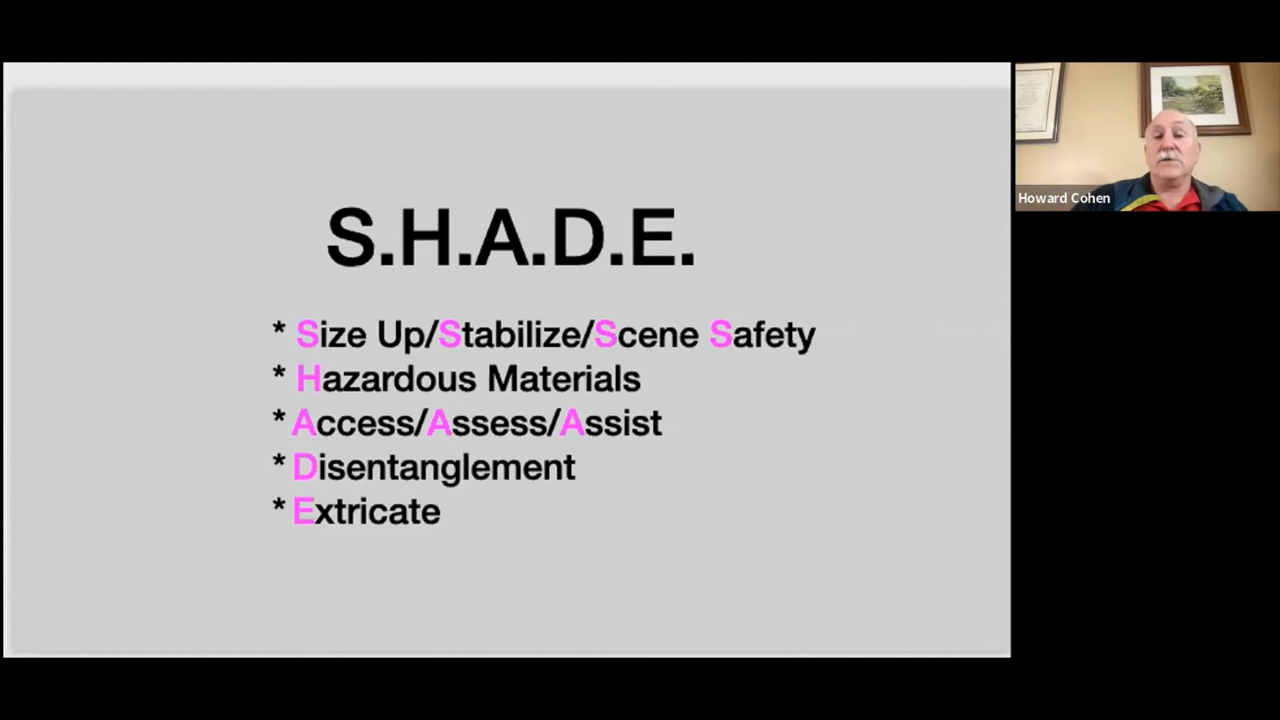 S.H.A.D.E.
* Size Up/Stabilize/Scene Safety
* Hazardous Materials
* Access/Assess/Assist
* Disentanglement
* Extricate
Howard Cohen